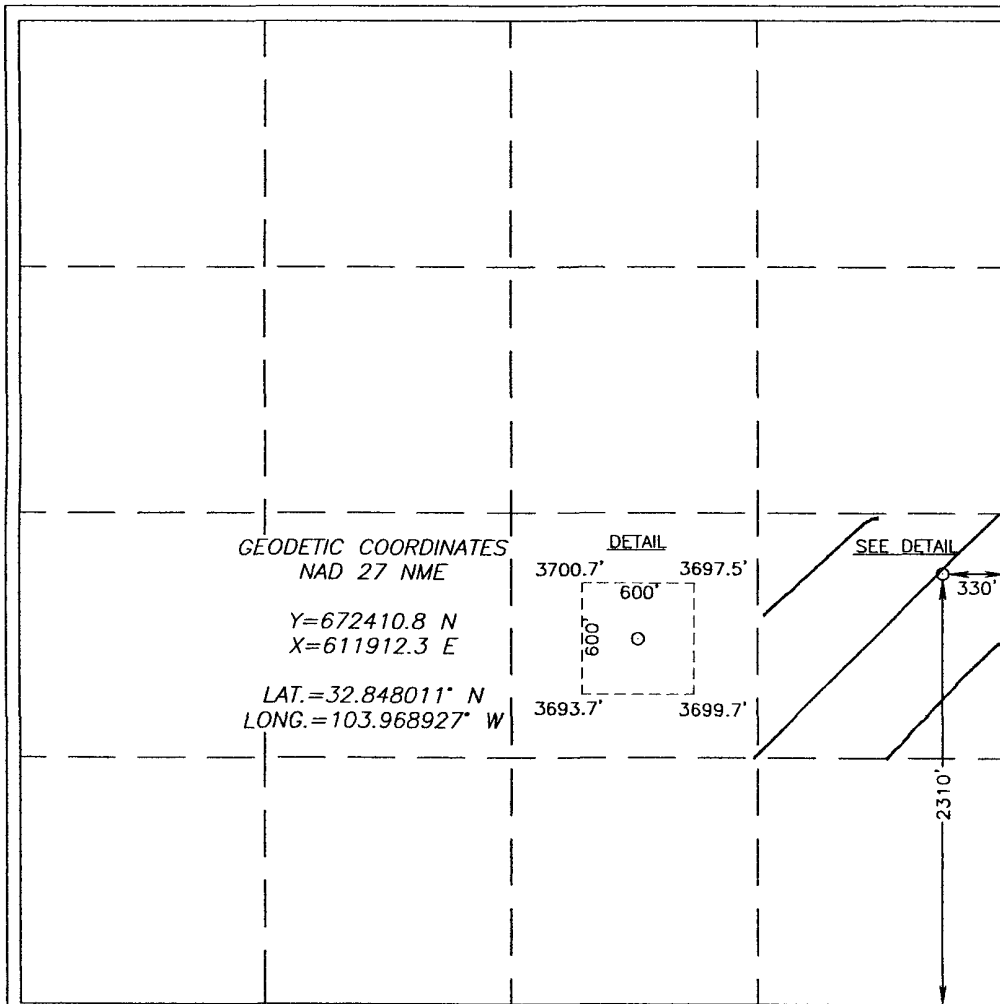 GEODETIC COORDINATES
NAD 27 NME
Y=672410.8 N
X=611912.3 E
LAT.=32.848011° N
LONG.=103.968927° W
DETAIL
3700.7'
3697.5'
600'
600'
3693.7'
3699.7'
SEE DETAIL
330'
2310'